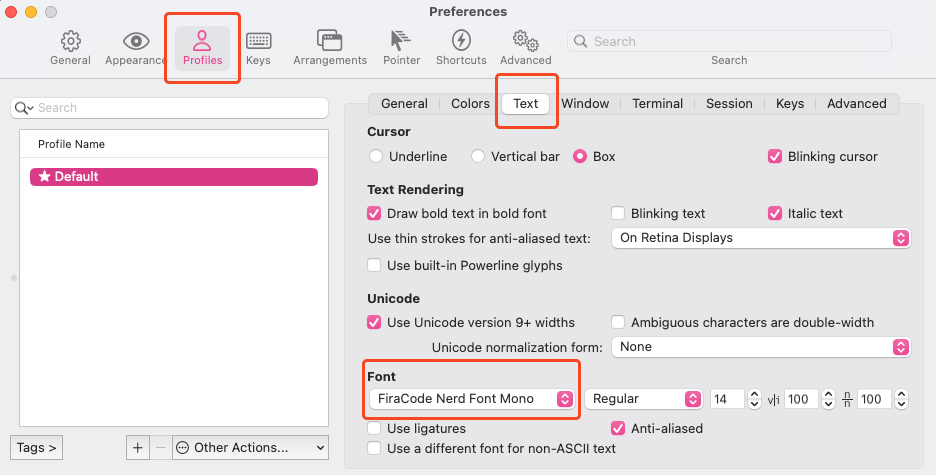 Preferences
General Appearance Profiles Keys Arrangements Pointer Shortcuts Advanced Search
Search
Search
Profile Name
Default
Tags >
+ − Other Actions...
General Colors Text Window Terminal Session Keys Advanced
Cursor
Underline Vertical bar Box Blinking cursor
Text Rendering
Draw bold text in bold font Blinking text Italic text
Use thin strokes for anti-aliased text: On Retina Displays
Use built-in Powerline glyphs
Unicode
Use Unicode version 9+ widths Ambiguous characters are double-width
Unicode normalization form: None
Font
FiraCode Nerd Font Mono Regular 14 v|i 100 n/n 100
Use ligatures Anti-aliased
Use a different font for non-ASCII text